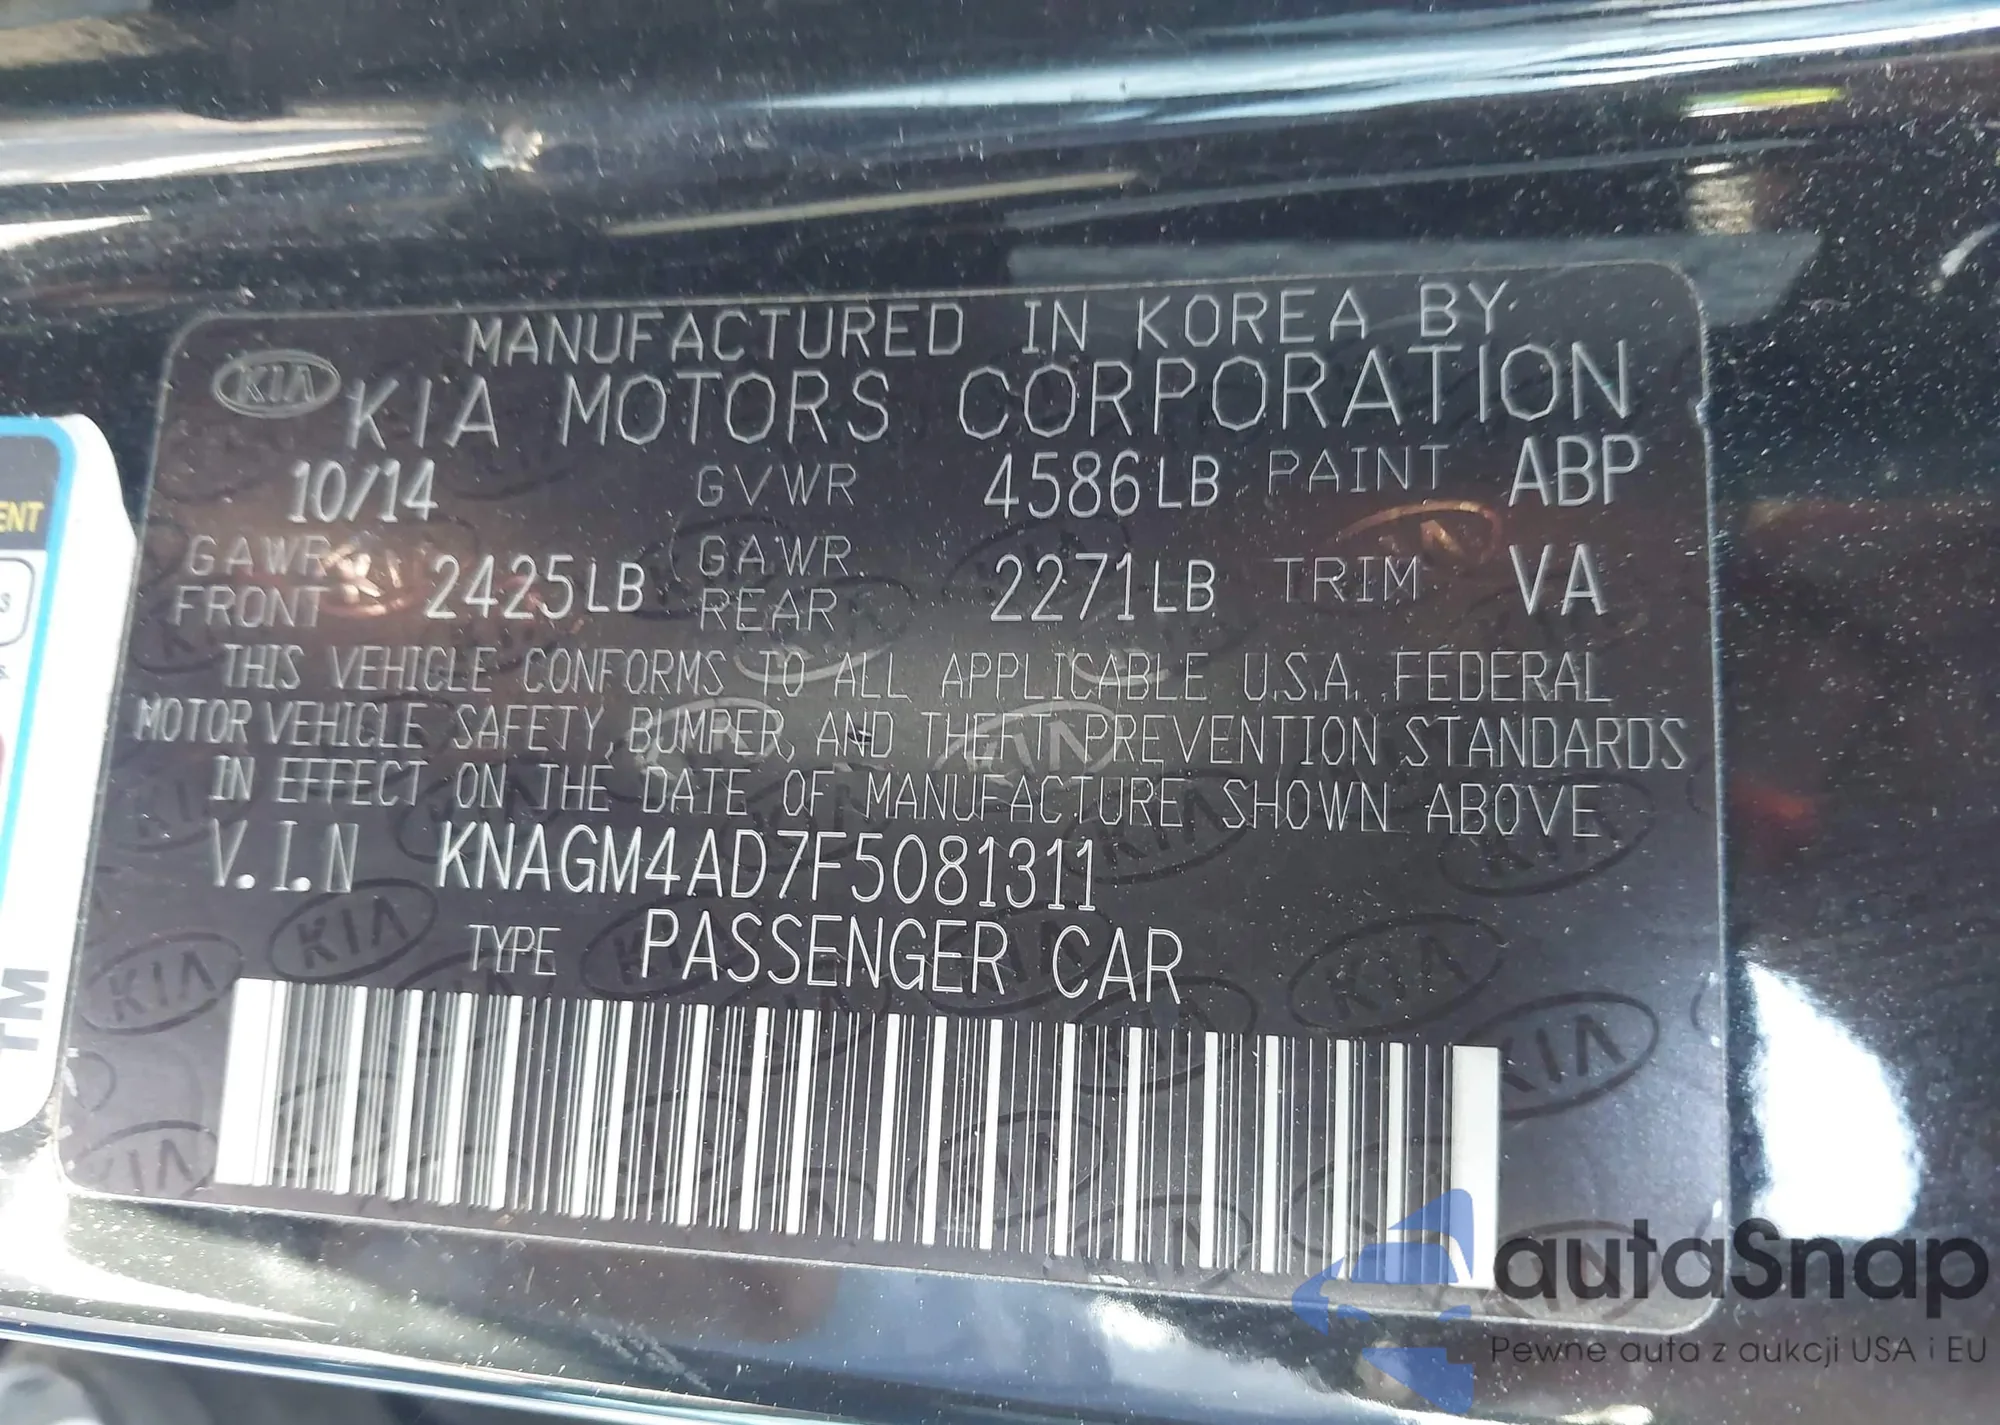 MANUFACTURED IN KOREA BY
KIA
KIA MOTORS CORPORATION
10/14 GVWR 4586LB PAINT ABP
GAWR FRONT 2425LB GAWR REAR 2271LB TRIM VA
THIS VEHICLE CONFORMS TO ALL APPLICABLE U.S.A. FEDERAL
MOTOR VEHICLE SAFETY, BUMPER, AND THEFT PREVENTION STANDARDS
IN EFFECT ON THE DATE OF MANUFACTURE SHOWN ABOVE
V.I.N KNAGM4AD7F5081311
TYPE PASSENGER CAR
TM
autaSnap
Pewne auta z aukcji USA i EU